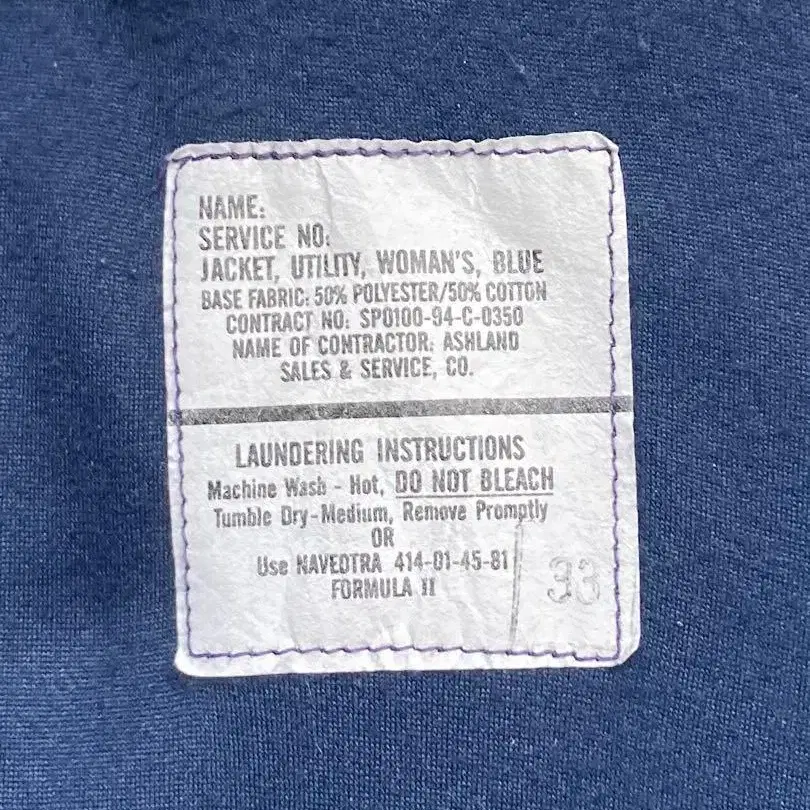 NAME:
SERVICE NO:
JACKET, UTILITY, WOMAN'S, BLUE
BASE FABRIC: 50% POLYESTER/50% COTTON
CONTRACT NO: SP0100-94-C-0350
NAME OF CONTRACTOR: ASHLAND
SALES & SERVICE, CO.
LAUNDERING INSTRUCTIONS
Machine Wash - Hot, DO NOT BLEACH
Tumble Dry-Medium, Remove Promptly
OR
Use NAVEDTRA 414-01-45-81
FORMULA II
33